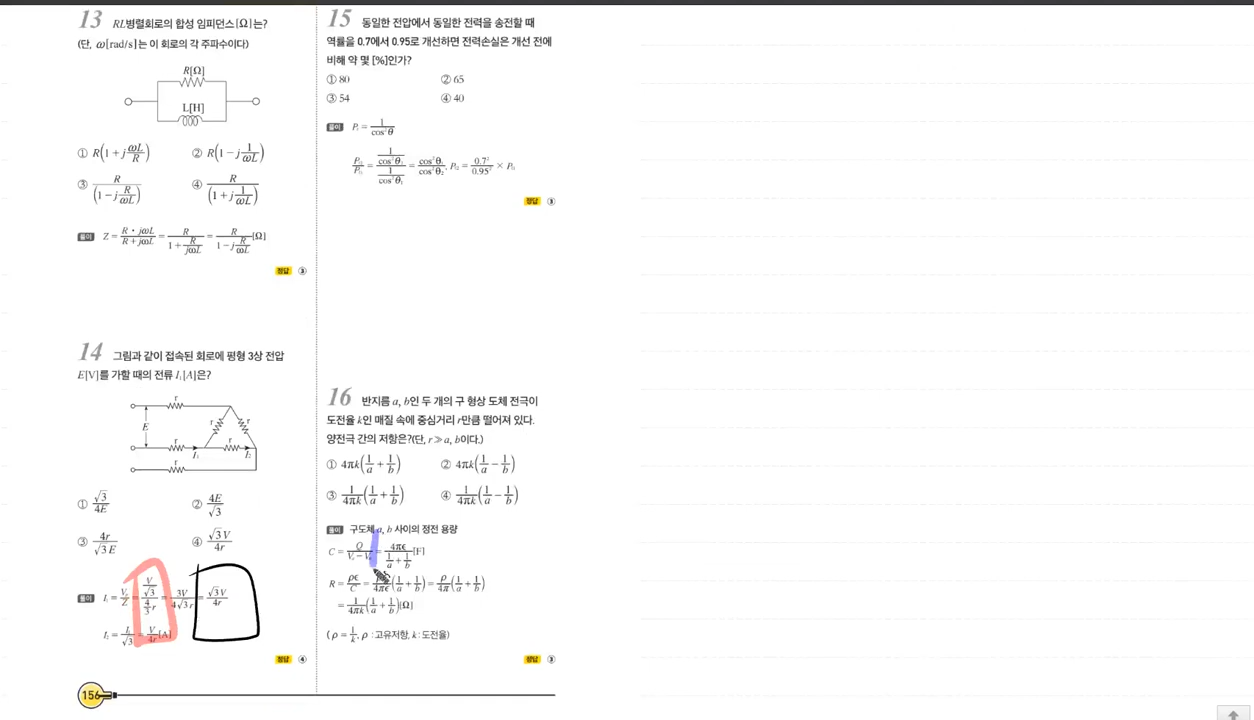 13 RL병렬회로의 합성 임피던스[Ω]는?
(단, ω[rad/s]는 이 회로의 각 주파수이다)
R[Ω]
L[H]
① R(1+j ωL/R) ② R(1-j 1/ωL)
③ R/(1-j R/ωL) ④ R/(1+j 1/ωL)
풀이 Z = R·jωL/R+jωL = R/1+R/jωL = R/1-j R/ωL [Ω]
정답 ③
14 그림과 같이 접속된 회로에 평형 3상 전압
E[V]를 가할 때의 전류 I₁[A]은?
r
r r
E
r r
I₁ I₂
r
① √3/4E ② 4E/√3
③ 4r/√3E ④ √3V/4r
풀이 I₁ = = V/√3 / 4/3 r = 3V/4√3r = √3V/4r
I₂ = I₁/√3 = V/4r [A]
정답 ④
156
15 동일한 전압에서 동일한 전력을 송전할 때
역률을 0.7에서 0.95로 개선하면 전력손실은 개선 전에
비해 약 몇 [%]인가?
① 80 ② 65
③ 54 ④ 40
풀이 = 1/cos²θ
= cos²θ₁/cos²θ₂, = 0.7²/0.95² ×
정답 ③
16 반지름 a, b인 두 개의 구 형상 도체 전극이
도전율 k인 매질 속에 중심거리 r만큼 떨어져 있다.
양전극 간의 저항은?(단, r≫a, b이다.)
① 4πk(1/a+1/b) ② 4πk(1/a-1/b)
③ 1/4πk(1/a+1/b) ④ 1/4πk(1/a-1/b)
풀이 구도체 a, b 사이의 정전 용량
C = = 4πϵ/1/a+1/b [F]
R = ρϵ/C = /4πϵ(1/a+1/b) = ρ/4π(1/a+1/b)
= 1/4πk(1/a+1/b)[Ω]
(ρ = 1/k, ρ : 고유저항, k : 도전율)
정답 ③